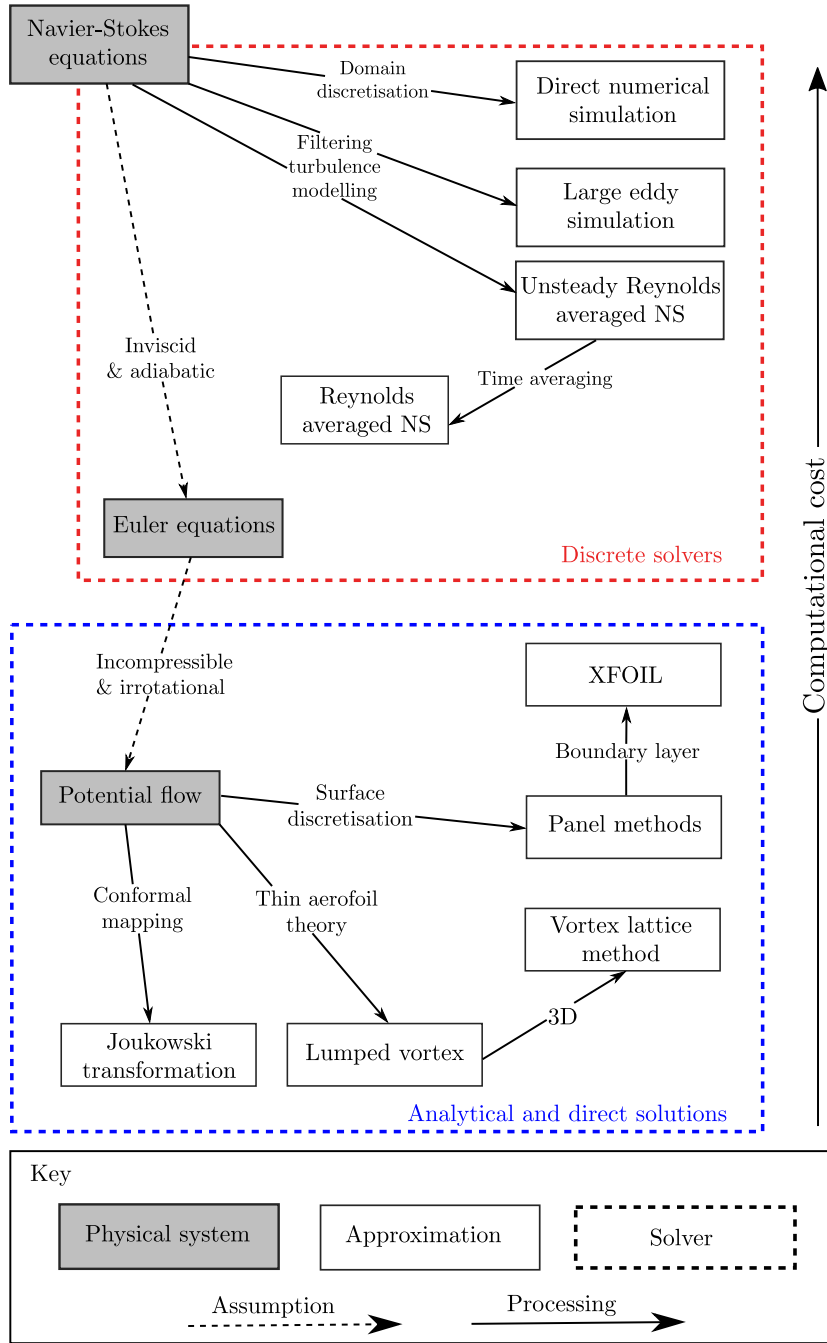 Navier-Stokes
equations
Domain
discretisation
Direct numerical
simulation
Filtering
turbulence
modelling
Large eddy
simulation
Unsteady Reynolds
averaged NS
Inviscid
& adiabatic
Time averaging
Reynolds
averaged NS
Euler equations
Discrete solvers
Computational cost
Incompressible
& irrotational
XFOIL
Boundary layer
Potential flow
Surface
discretisation
Panel methods
Conformal
mapping
Thin aerofoil
theory
Vortex lattice
method
3D
Joukowski
transformation
Lumped vortex
Analytical and direct solutions
Key
Physical system
Approximation
Solver
Assumption
Processing